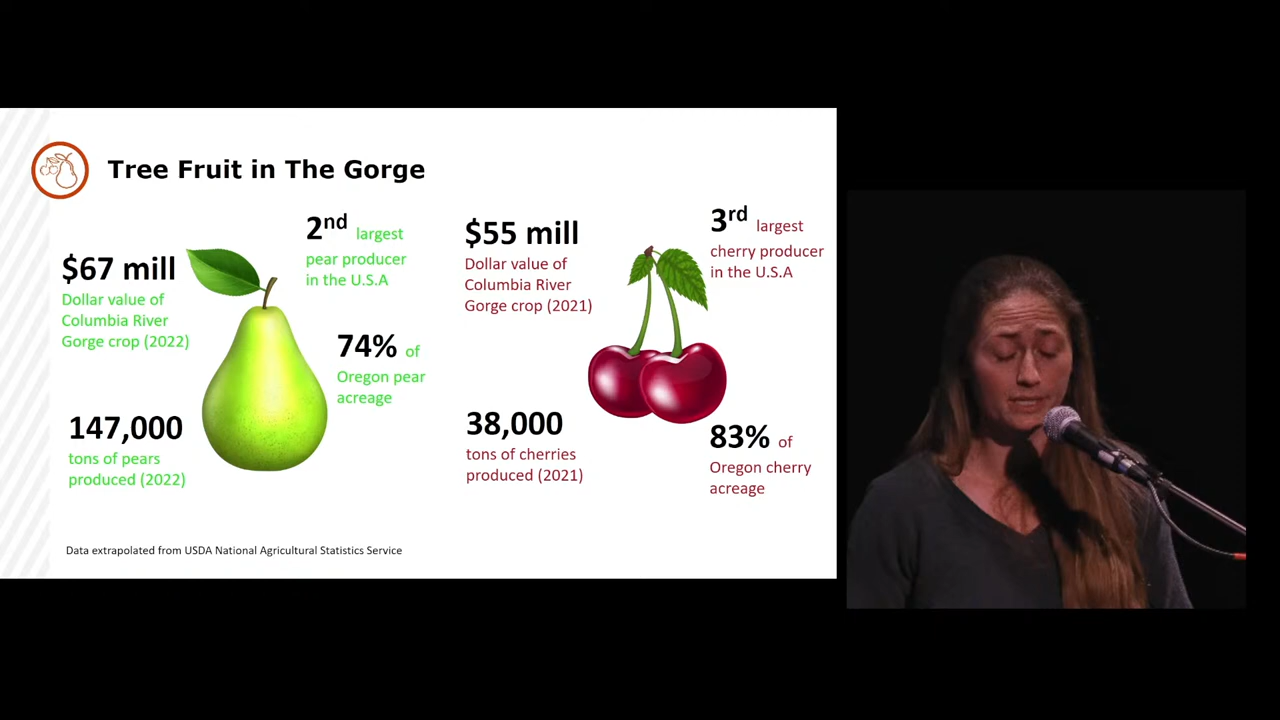 Tree Fruit in The Gorge
$67 mill
Dollar value of
Columbia River
Gorge crop (2022)
2nd largest
pear producer
in the U.S.A
74% of
Oregon pear
acreage
147,000
tons of pears
produced (2022)
$55 mill
Dollar value of
Columbia River
Gorge crop (2021)
3rd largest
cherry producer
in the U.S.A
38,000
tons of cherries
produced (2021)
83% of
Oregon cherry
acreage
Data extrapolated from USDA National Agricultural Statistics Service